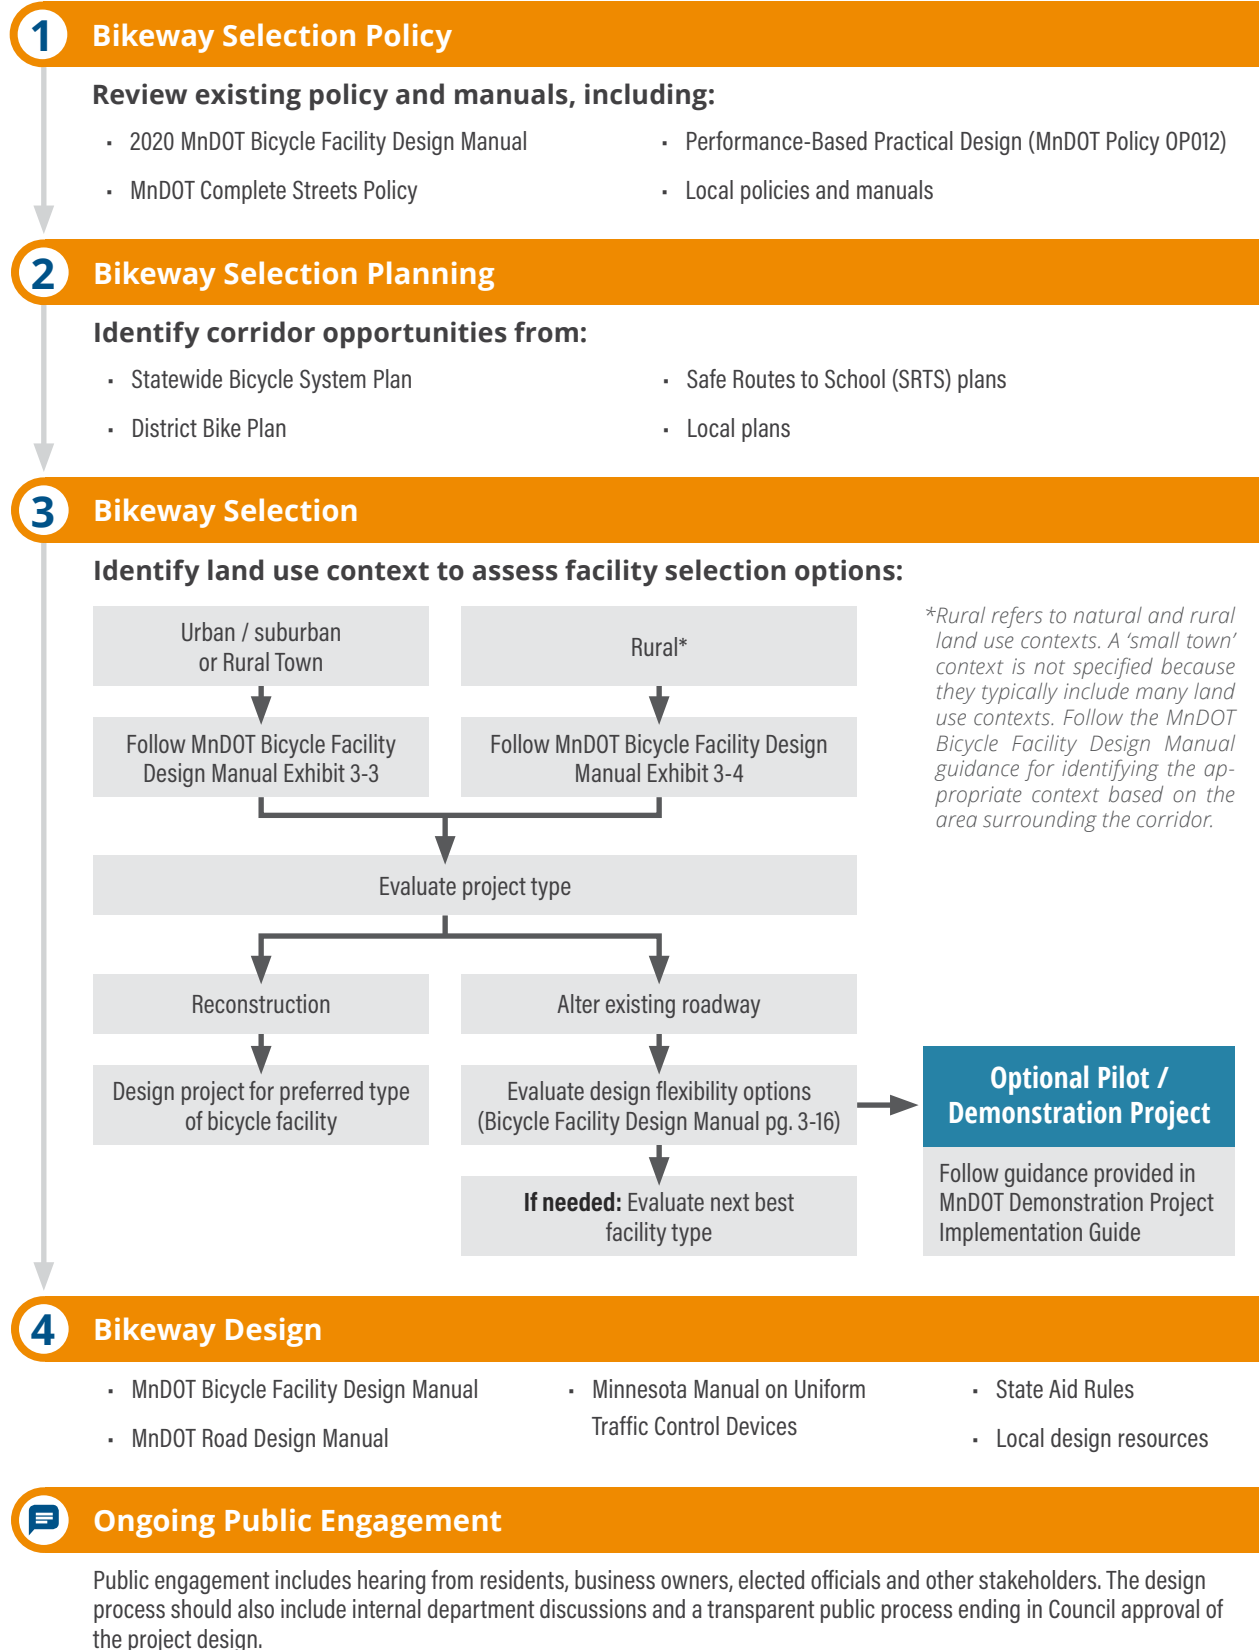 1 Bikeway Selection Policy
Review existing policy and manuals, including:
• 2020 MnDOT Bicycle Facility Design Manual
• MnDOT Complete Streets Policy
• Performance-Based Practical Design (MnDOT Policy OP012)
• Local policies and manuals
2 Bikeway Selection Planning
Identify corridor opportunities from:
• Statewide Bicycle System Plan
• District Bike Plan
• Safe Routes to School (SRTS) plans
• Local plans
3 Bikeway Selection
Identify land use context to assess facility selection options:
Urban / suburban
or Rural Town
Rural*
*Rural refers to natural and rural
land use contexts. A ‘small town’
context is not specified because
they typically include many land
use contexts. Follow the MnDOT
Bicycle Facility Design Manual
guidance for identifying the ap-
propriate context based on the
area surrounding the corridor.
Follow MnDOT Bicycle Facility
Design Manual Exhibit 3-3
Follow MnDOT Bicycle Facility Design
Manual Exhibit 3-4
Evaluate project type
Reconstruction
Alter existing roadway
Design project for preferred type
of bicycle facility
Evaluate design flexibility options
(Bicycle Facility Design Manual pg. 3-16)
Optional Pilot /
Demonstration Project
Follow guidance provided in
MnDOT Demonstration Project
Implementation Guide
If needed: Evaluate next best
facility type
4 Bikeway Design
• MnDOT Bicycle Facility Design Manual
• MnDOT Road Design Manual
• Minnesota Manual on Uniform
Traffic Control Devices
• State Aid Rules
• Local design resources
Ongoing Public Engagement
Public engagement includes hearing from residents, business owners, elected officials and other stakeholders. The design
process should also include internal department discussions and a transparent public process ending in Council approval of
the project design.